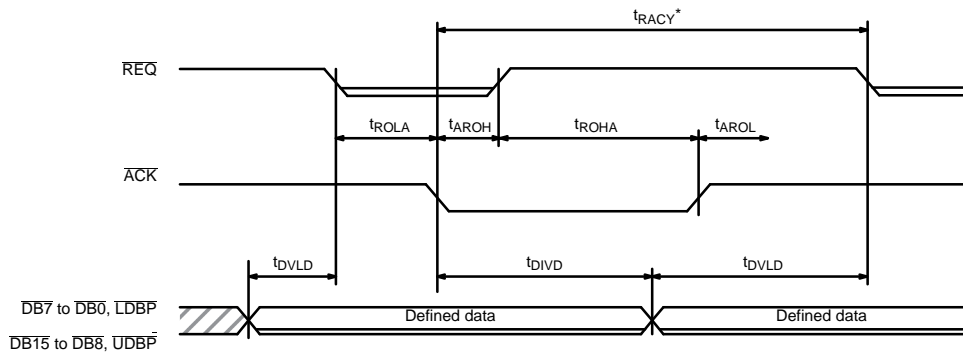 tRACY*
REQ
tROLA tAROH tROHA tAROL
ACK
tDVLD tDIVD tDVLD
DB7 to DB0, LDBP
Defined data Defined data
DB15 to DB8, UDBP